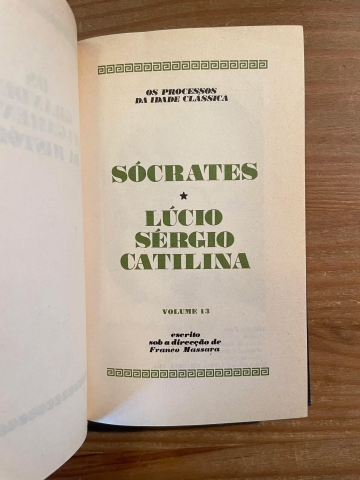 OS PROCESSOS
DA IDADE CLÁSSICA
SÓCRATES
★
LÚCIO
SÉRGIO
CATILINA
VOLUME 13
escrito
sob a direcção de
Franco Massara